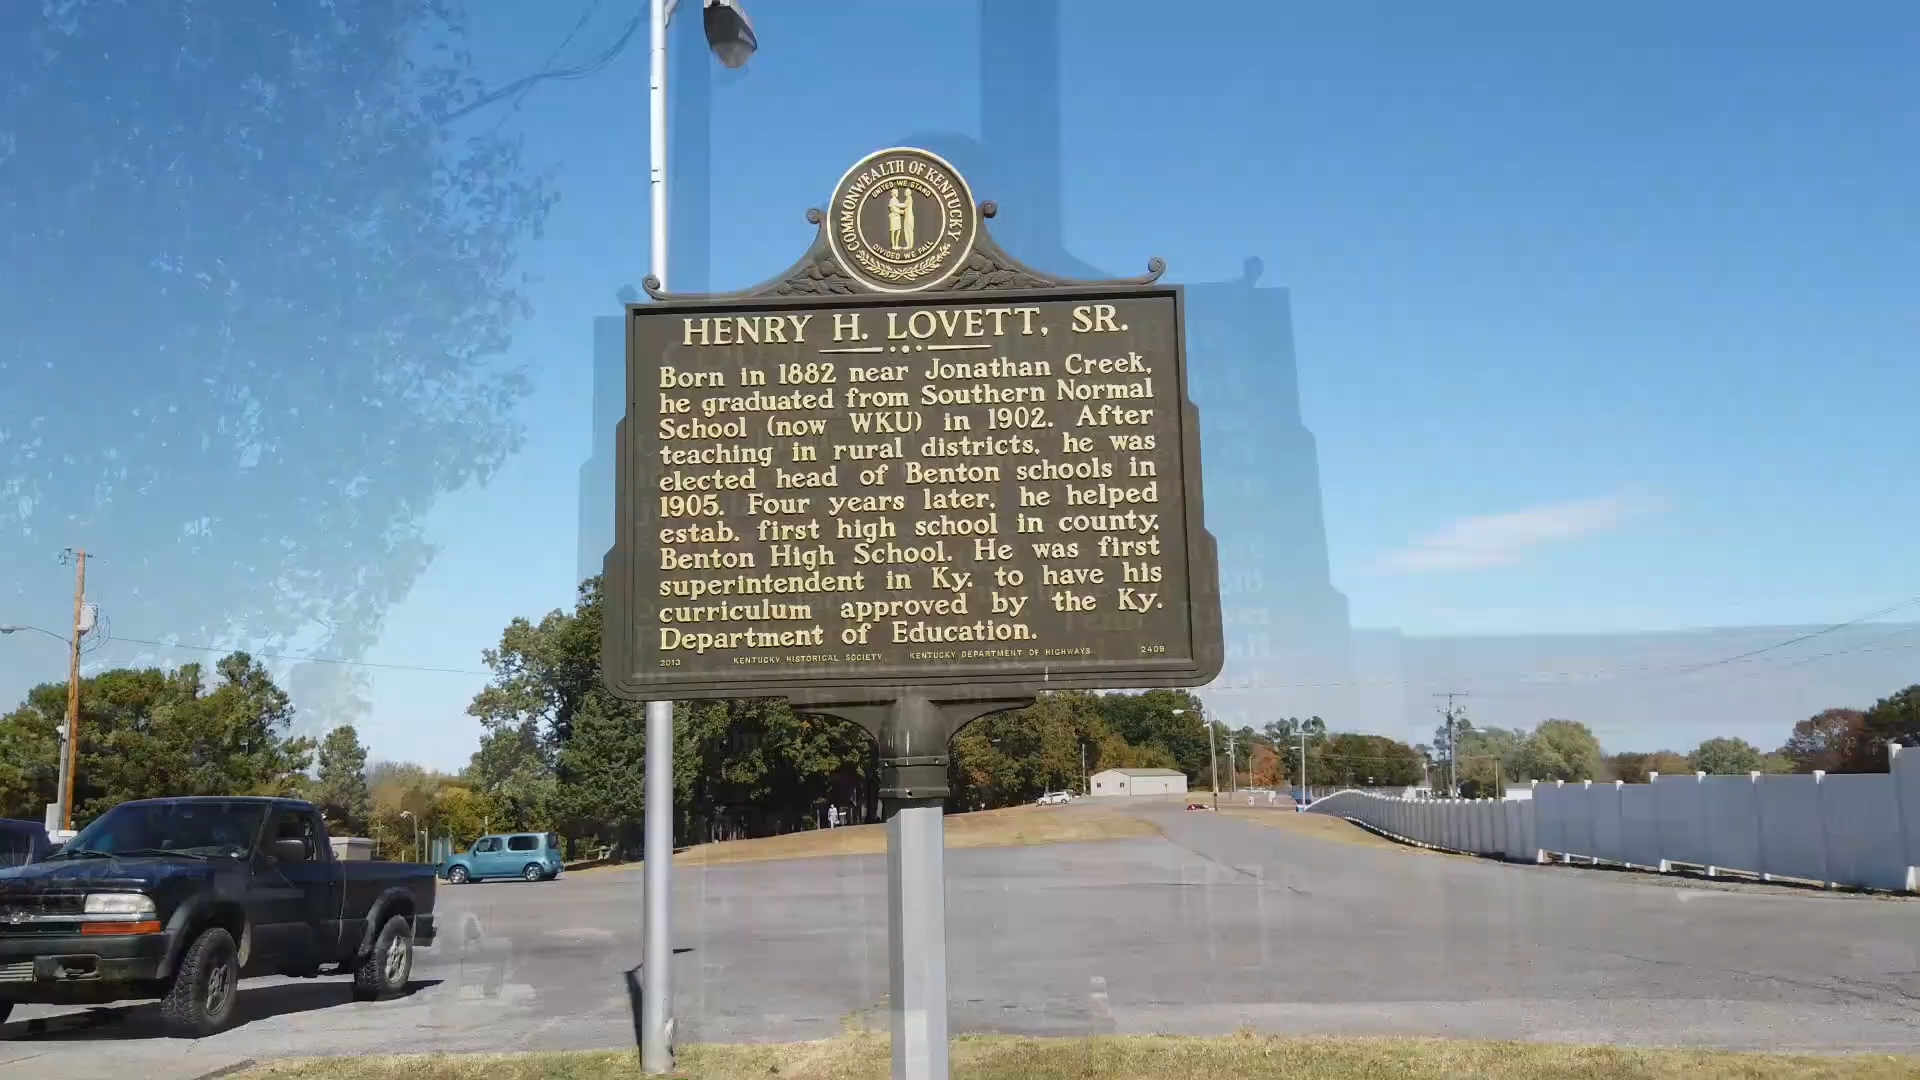 COMMONWEALTH OF KENTUCKY
UNITED WE STAND
DIVIDED WE FALL
HENRY H. LOVETT, SR.
Born in 1882 near Jonathan Creek,
he graduated from Southern Normal
School (now WKU) in 1902. After
teaching in rural districts, he was
elected head of Benton schools in
1905. Four years later, he helped
estab. first high school in county,
Benton High School. He was first
superintendent in Ky. to have his
curriculum approved by the Ky.
Department of Education.
2013 KENTUCKY HISTORICAL SOCIETY KENTUCKY DEPARTMENT OF HIGHWAYS 2409